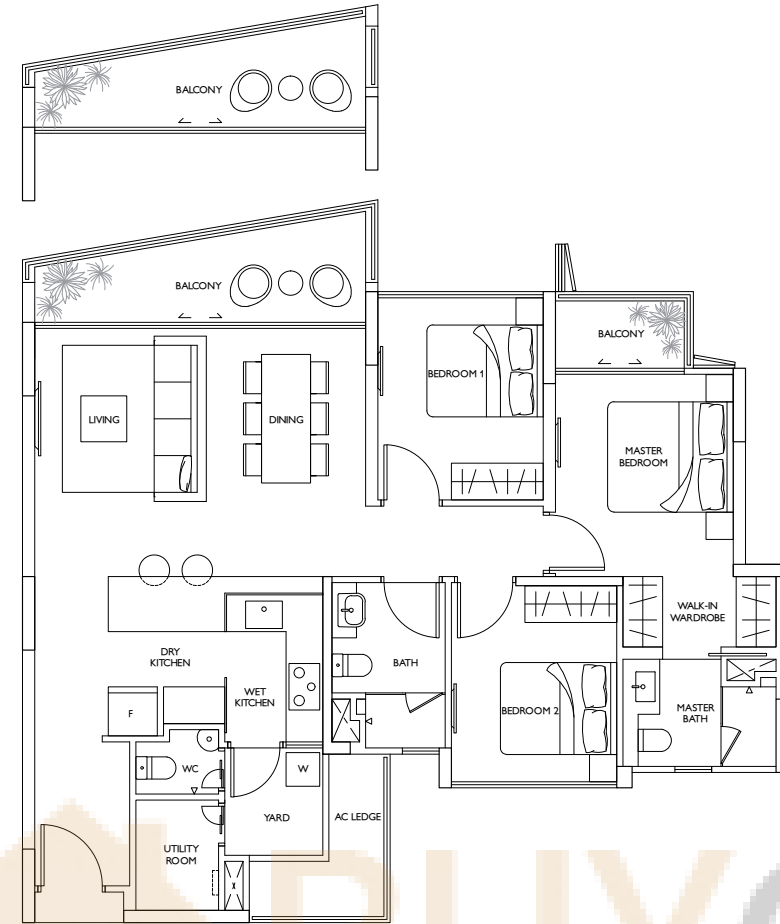 BALCONY
BALCONY
BALCONY
BEDROOM 1
LIVING
DINING
MASTER
BEDROOM
WALK-IN
WARDROBE
DRY
KITCHEN
BATH
WET
KITCHEN
F
BEDROOM 2
MASTER
BATH
WC
W
YARD
AC LEDGE
UTILITY
ROOM